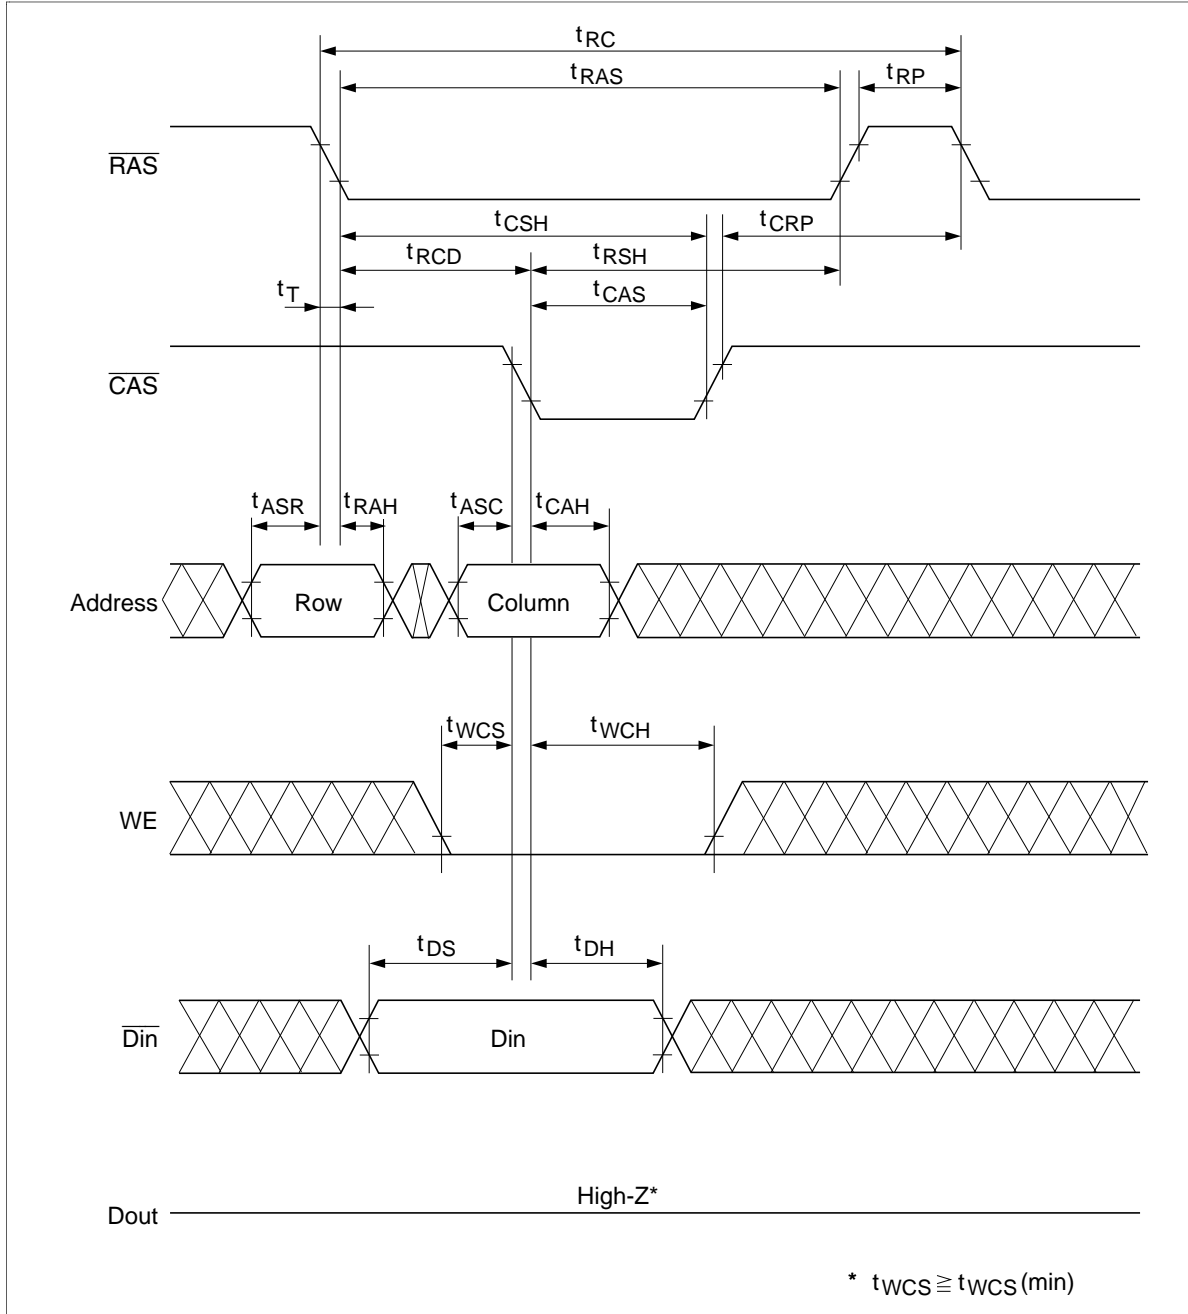 tRC
tRAS
tRP
RAS
tCSH
tCRP
tRCD
tRSH
tT
tCAS
CAS
tASR
tRAH
tASC
tCAH
Address
Row
Column
tWCS
tWCH
WE
tDS
tDH
Din
Din
High-Z*
Dout
* tWCS ≧ tWCS (min)